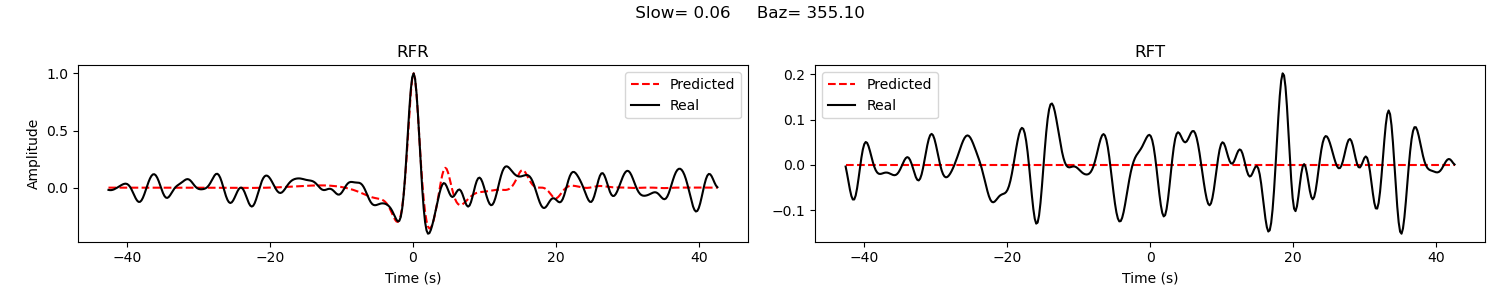 Slow= 0.06 Baz= 355.10
RFR
RFT
Amplitude
1.0
0.5
0.0
Predicted
Real
−40
−20
0
20
40
Time (s)
0.2
0.1
0.0
−0.1
Predicted
Real
−40
−20
0
20
40
Time (s)